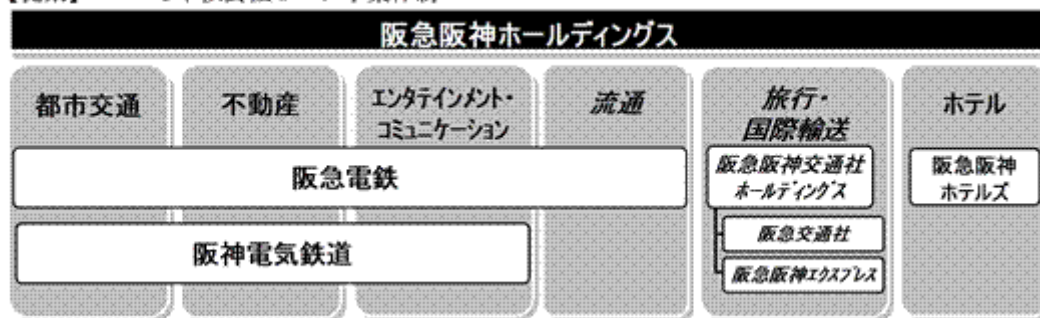 阪急阪神ホールディングス
都市交通
不動産
エンタテインメント・
コミュニケーション
流通
旅行・
国際輸送
ホテル
阪急電鉄
阪急阪神交通社
ホールディングス
阪急阪神
ホテルズ
阪神電気鉄道
阪急交通社
阪急阪神エクスプレス